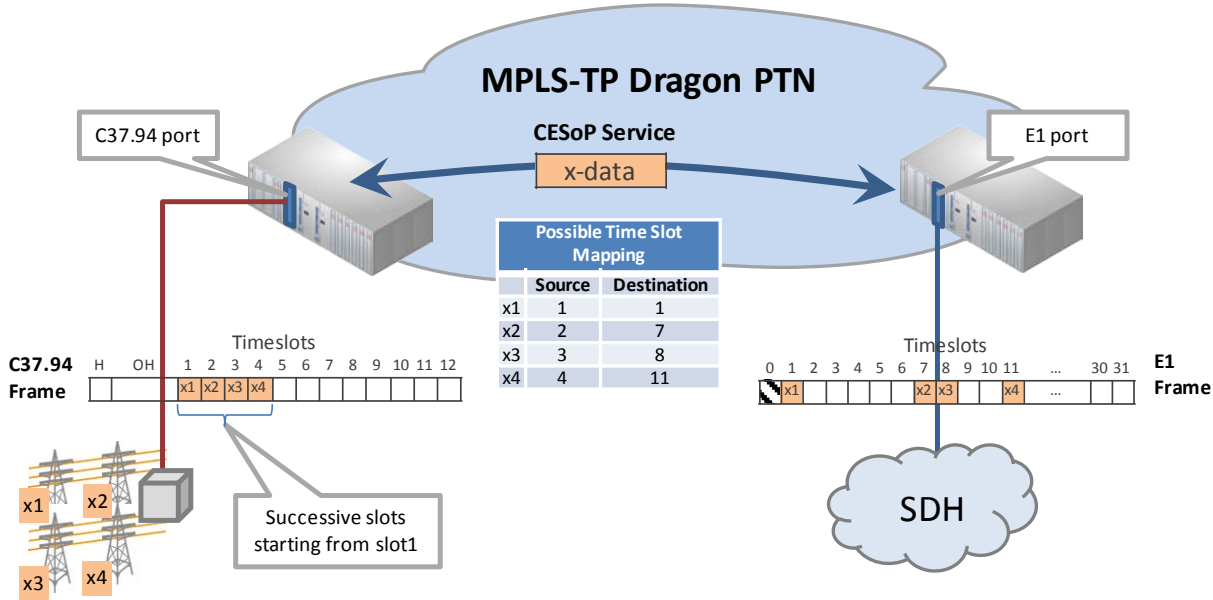 MPLS-TP Dragon PTN
C37.94 port
CESoP Service
E1 port
x-data
Possible Time Slot
Mapping
Source Destination
x1 1 1
x2 2 7
x3 3 8
x4 4 11
Timeslots
C37.94
Frame
H OH 1 2 3 4 5 6 7 8 9 10 11 12
x1 x2 x3 x4
Timeslots
0 1 2 3 4 5 6 7 8 9 10 11 ... 30 31
x1 x2 x3 x4 ...
E1
Frame
x1
x2
x3
x4
Successive slots
starting from slot1
SDH